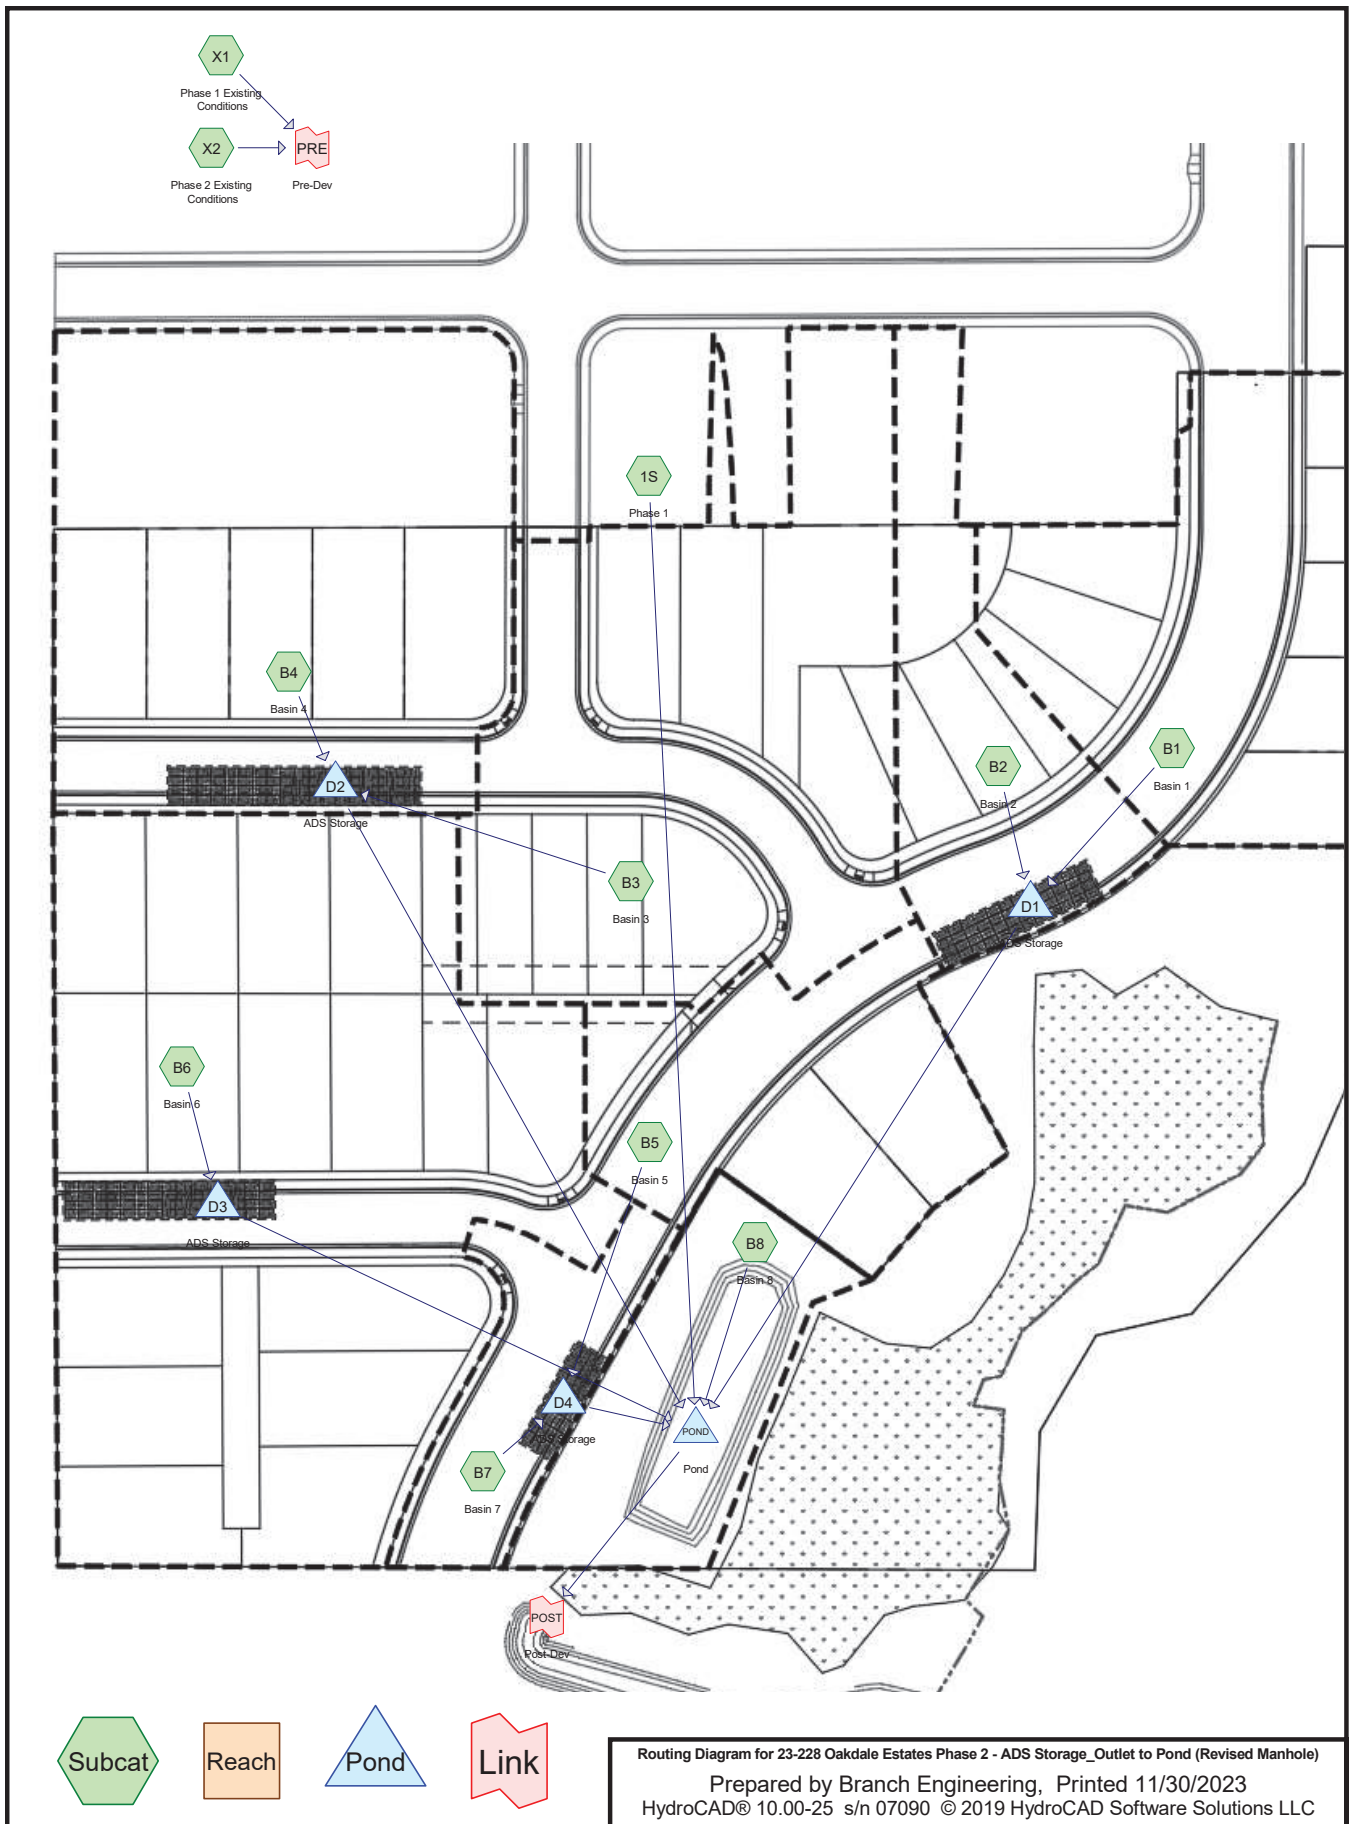 X1
Phase 1 Existing
Conditions
X2
PRE
Phase 2 Existing
Conditions
Pre-Dev
1S
Phase 1
B4
Basin 4
B2
Basin 2
B1
Basin 1
D2
ADS Storage
B3
Basin 3
D1
ADS Storage
B6
Basin 6
B5
Basin 5
D3
ADS Storage
B8
Basin 8
D4
ADS Storage
POND
Pond
B7
Basin 7
POST
Post-Dev
Subcat
Reach
Pond
Link
Routing Diagram for 23-228 Oakdale Estates Phase 2 - ADS Storage_Outlet to Pond (Revised Manhole)
Prepared by Branch Engineering, Printed 11/30/2023
HydroCAD® 10.00-25 s/n 07090 © 2019 HydroCAD Software Solutions LLC